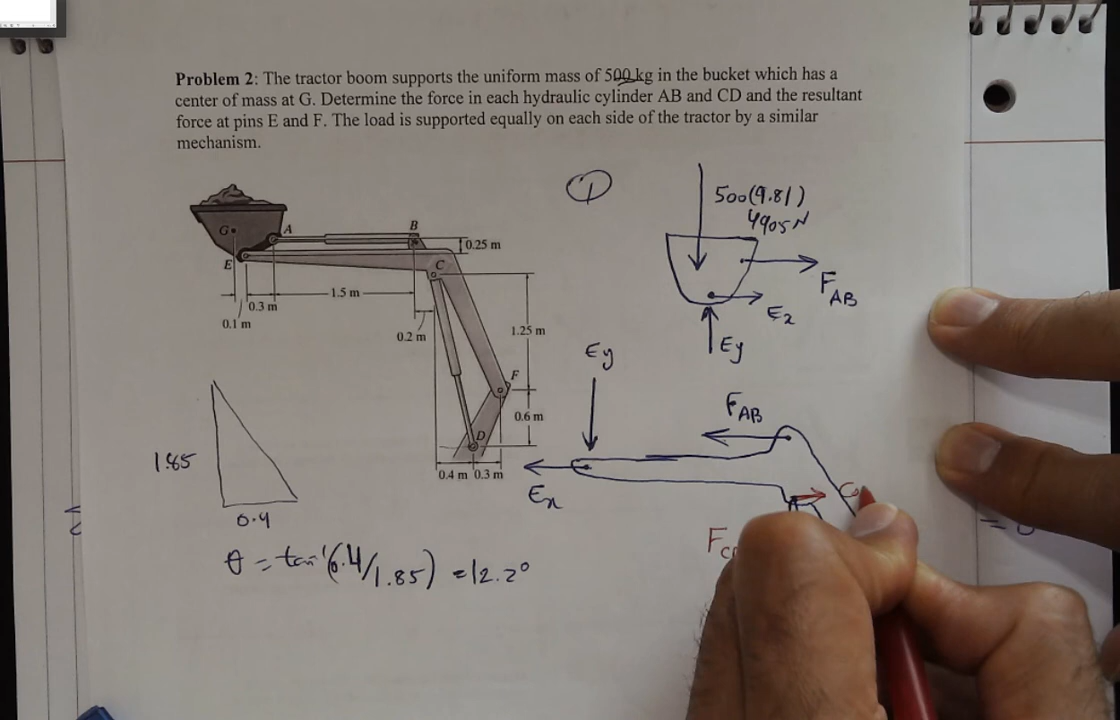 Problem 2: The tractor boom supports the uniform mass of 500 kg in the bucket which has a
center of mass at G. Determine the force in each hydraulic cylinder AB and CD and the resultant
force at pins E and F. The load is supported equally on each side of the tractor by a similar
mechanism.
1
500(9.81)
4905N
G
A
B
0.25 m
E
C
F_AB
E_x
0.3 m
1.5 m
0.1 m
0.2 m
1.25 m
Ey
Ey
F
F_AB
0.6 m
D
1.85
0.4 m 0.3 m
E_x
0.4
θ = tan⁻¹(0.4/1.85) = 12.2°